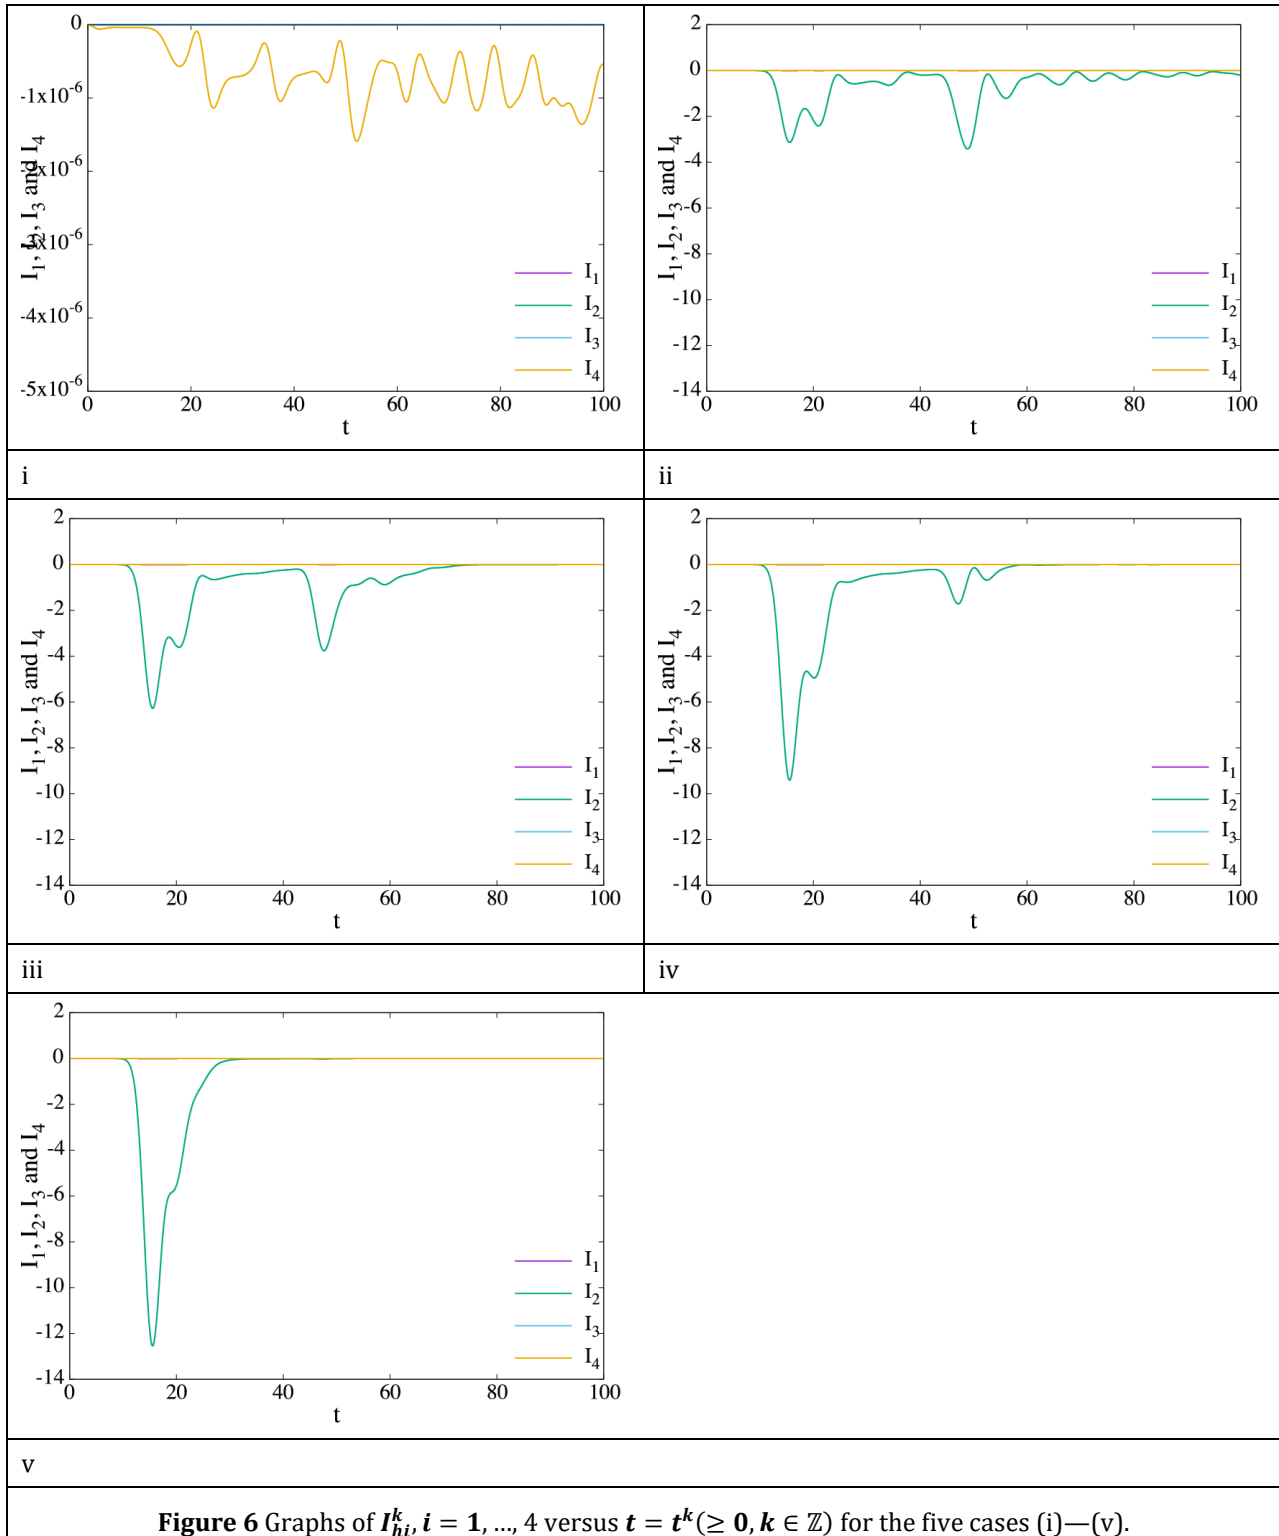 0
-1x10-6
-2x10-6
-3x10-6
-4x10-6
-5x10-6
I1, I2, I3 and I4
I1
I2
I3
I4
0 20 40 60 80 100
t
i
2
0
-2
-4
-6
-8
-10
-12
-14
I1, I2, I3 and I4
I1
I2
I3
I4
0 20 40 60 80 100
t
ii
2
0
-2
-4
-6
-8
-10
-12
-14
I1, I2, I3 and I4
I1
I2
I3
I4
0 20 40 60 80 100
t
iii
2
0
-2
-4
-6
-8
-10
-12
-14
I1, I2, I3 and I4
I1
I2
I3
I4
0 20 40 60 80 100
t
iv
2
0
-2
-4
-6
-8
-10
-12
-14
I1, I2, I3 and I4
I1
I2
I3
I4
0 20 40 60 80 100
t
v
Figure 6 Graphs of I^k_hi, i = 1, ..., 4 versus t = t^k(≥ 0, k ∈ ℤ) for the five cases (i)—(v).